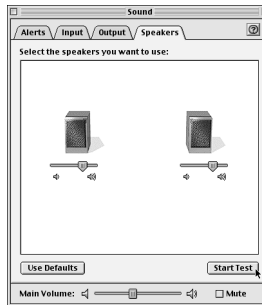 Sound
Alerts Input Output Speakers ?
Select the speakers you want to use:
Use Defaults Start Test
Main Volume: Mute